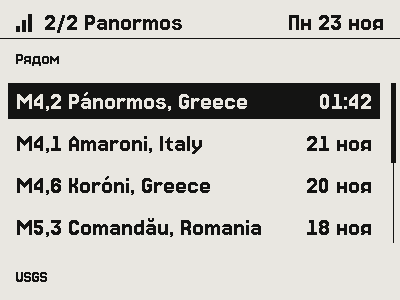 2/2 Panormos Пн 23 ноя
Рядом
M4,2 Pánormos, Greece 01:42
M4,1 Amaroni, Italy 21 ноя
M4,6 Koróni, Greece 20 ноя
M5,3 Comandău, Romania 18 ноя
USGS